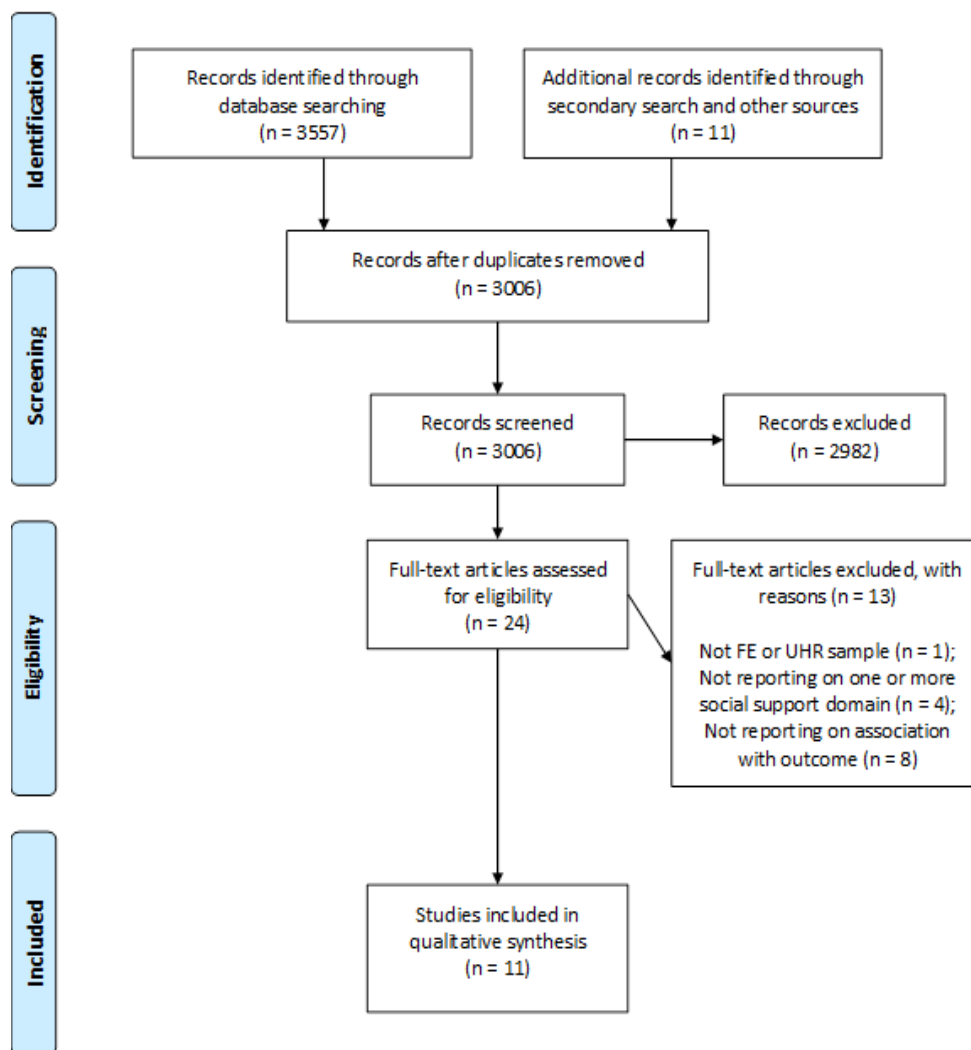 Identification
Records identified through
database searching
(n = 3557)
Additional records identified through
secondary search and other sources
(n = 11)
Records after duplicates removed
(n = 3006)
Screening
Records screened
(n = 3006)
Records excluded
(n = 2982)
Eligibility
Full-text articles assessed
for eligibility
(n = 24)
Full-text articles excluded, with
reasons (n = 13)
Not FE or UHR sample (n = 1);
Not reporting on one or more
social support domain (n = 4);
Not reporting on association
with outcome (n = 8)
Included
Studies included in
qualitative synthesis
(n = 11)